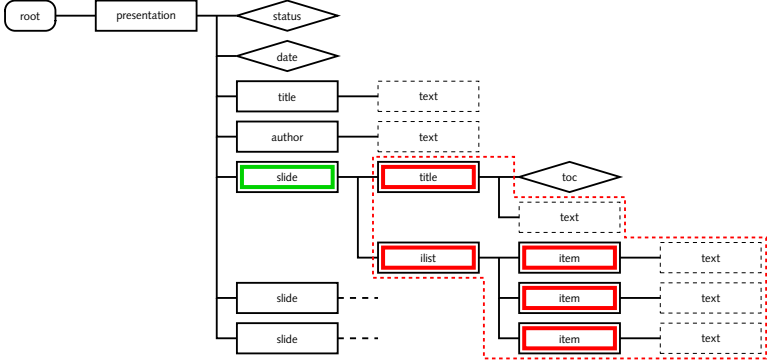 root presentation status
date
title text
author text
slide title toc
text
ilist item text
slide item text
slide item text